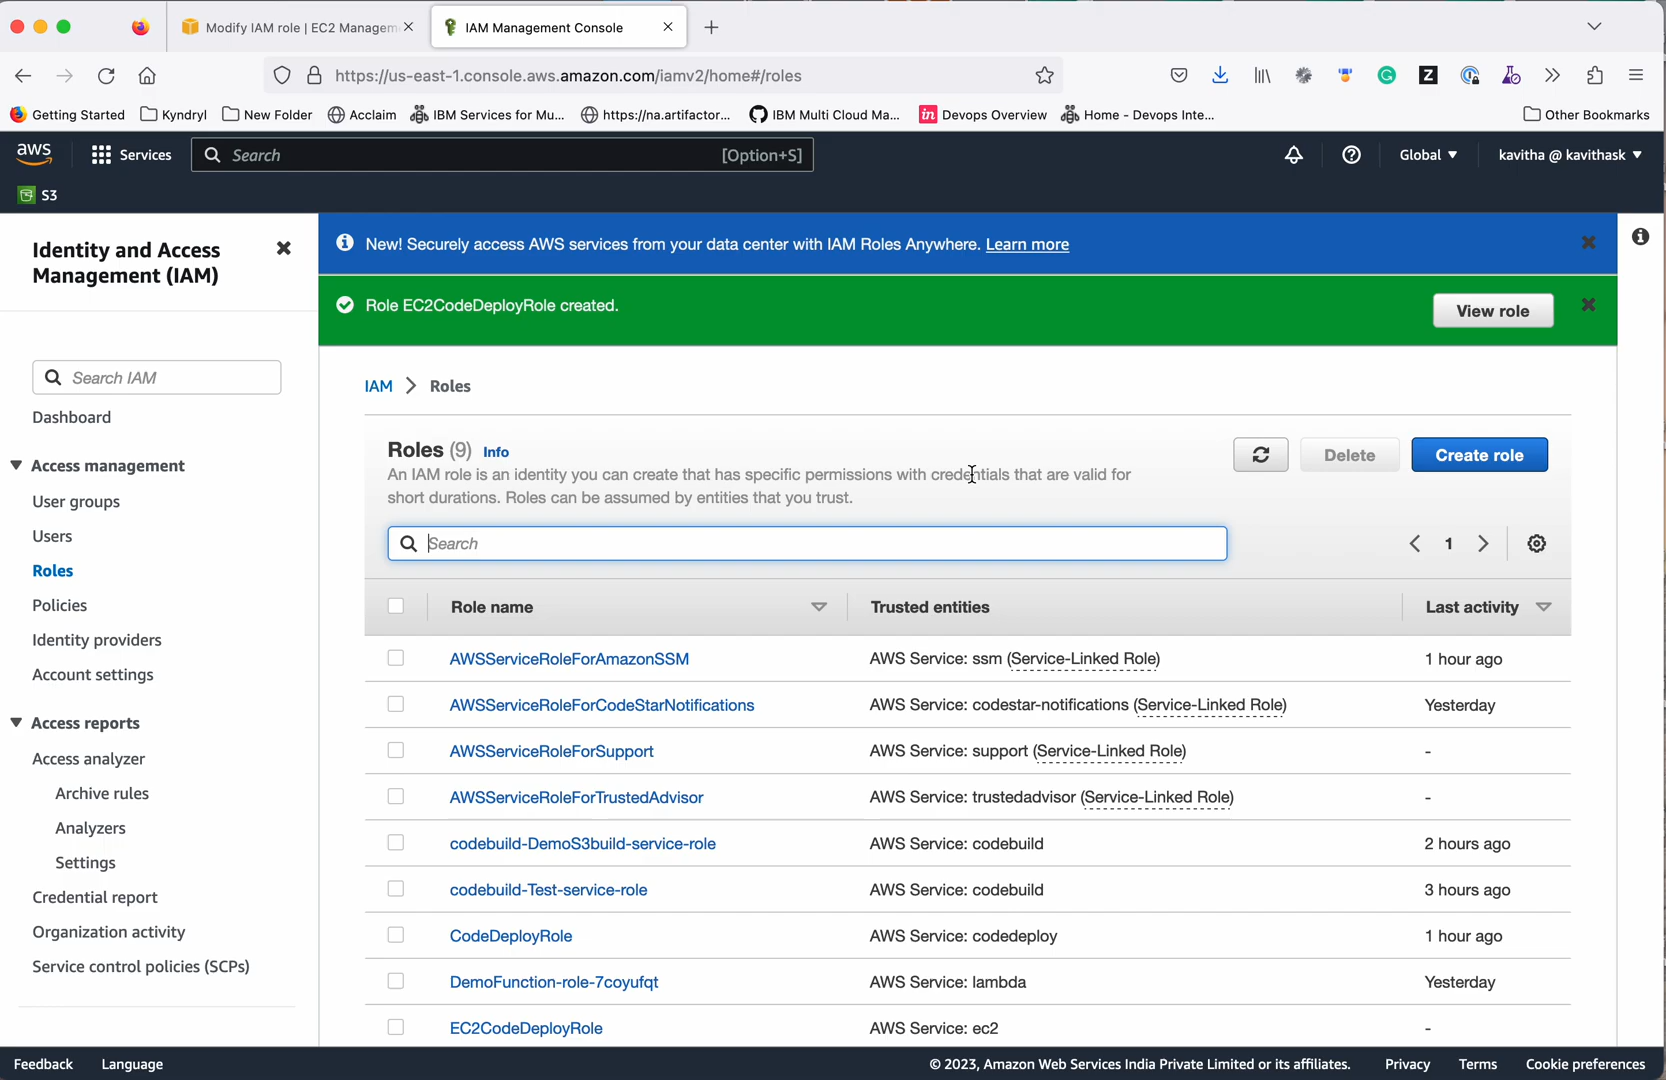 Modify IAM role | EC2 Managem
IAM Management Console
https://us-east-1.console.aws.amazon.com/iamv2/home#/roles
Getting Started
Kyndryl
New Folder
Acclaim
IBM Services for Mu...
https://na.artifactor...
IBM Multi Cloud Ma...
in Devops Overview
Home - Devops Inte...
Other Bookmarks
aws
Services
Search
[Option+S]
Global
kavitha @ kavithask
S3
Identity and Access
Management (IAM)
New! Securely access AWS services from your data center with IAM Roles Anywhere. Learn more
Role EC2CodeDeployRole created.
View role
Search IAM
Dashboard
Access management
User groups
Users
Roles
Policies
Identity providers
Account settings
Access reports
Access analyzer
Archive rules
Analyzers
Settings
Credential report
Organization activity
Service control policies (SCPs)
IAM > Roles
Roles (9) Info
An IAM role is an identity you can create that has specific permissions with credentials that are valid for
short durations. Roles can be assumed by entities that you trust.
Delete
Create role
Search
1
Role name Trusted entities Last activity
AWSServiceRoleForAmazonSSM AWS Service: ssm (Service-Linked Role) 1 hour ago
AWSServiceRoleForCodeStarNotifications AWS Service: codestar-notifications (Service-Linked Role) Yesterday
AWSServiceRoleForSupport AWS Service: support (Service-Linked Role) -
AWSServiceRoleForTrustedAdvisor AWS Service: trustedadvisor (Service-Linked Role) -
codebuild-DemoS3build-service-role AWS Service: codebuild 2 hours ago
codebuild-Test-service-role AWS Service: codebuild 3 hours ago
CodeDeployRole AWS Service: codedeploy 1 hour ago
DemoFunction-role-7coyufqt AWS Service: lambda Yesterday
EC2CodeDeployRole AWS Service: ec2 -
Feedback Language © 2023, Amazon Web Services India Private Limited or its affiliates. Privacy Terms Cookie preferences